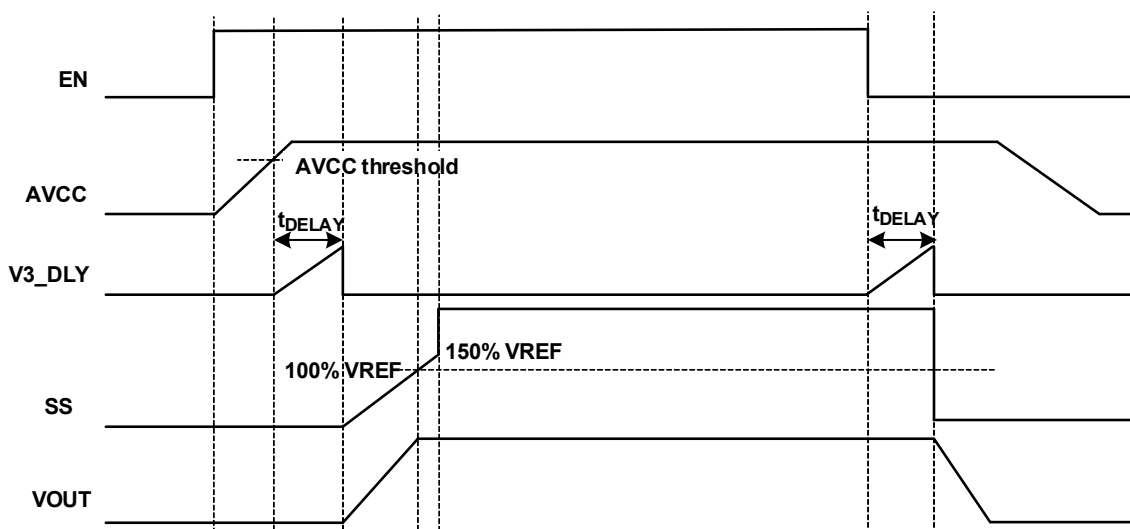 EN
AVCC threshold
AVCC
tDELAY
tDELAY
V3_DLY
150% VREF
100% VREF
SS
VOUT